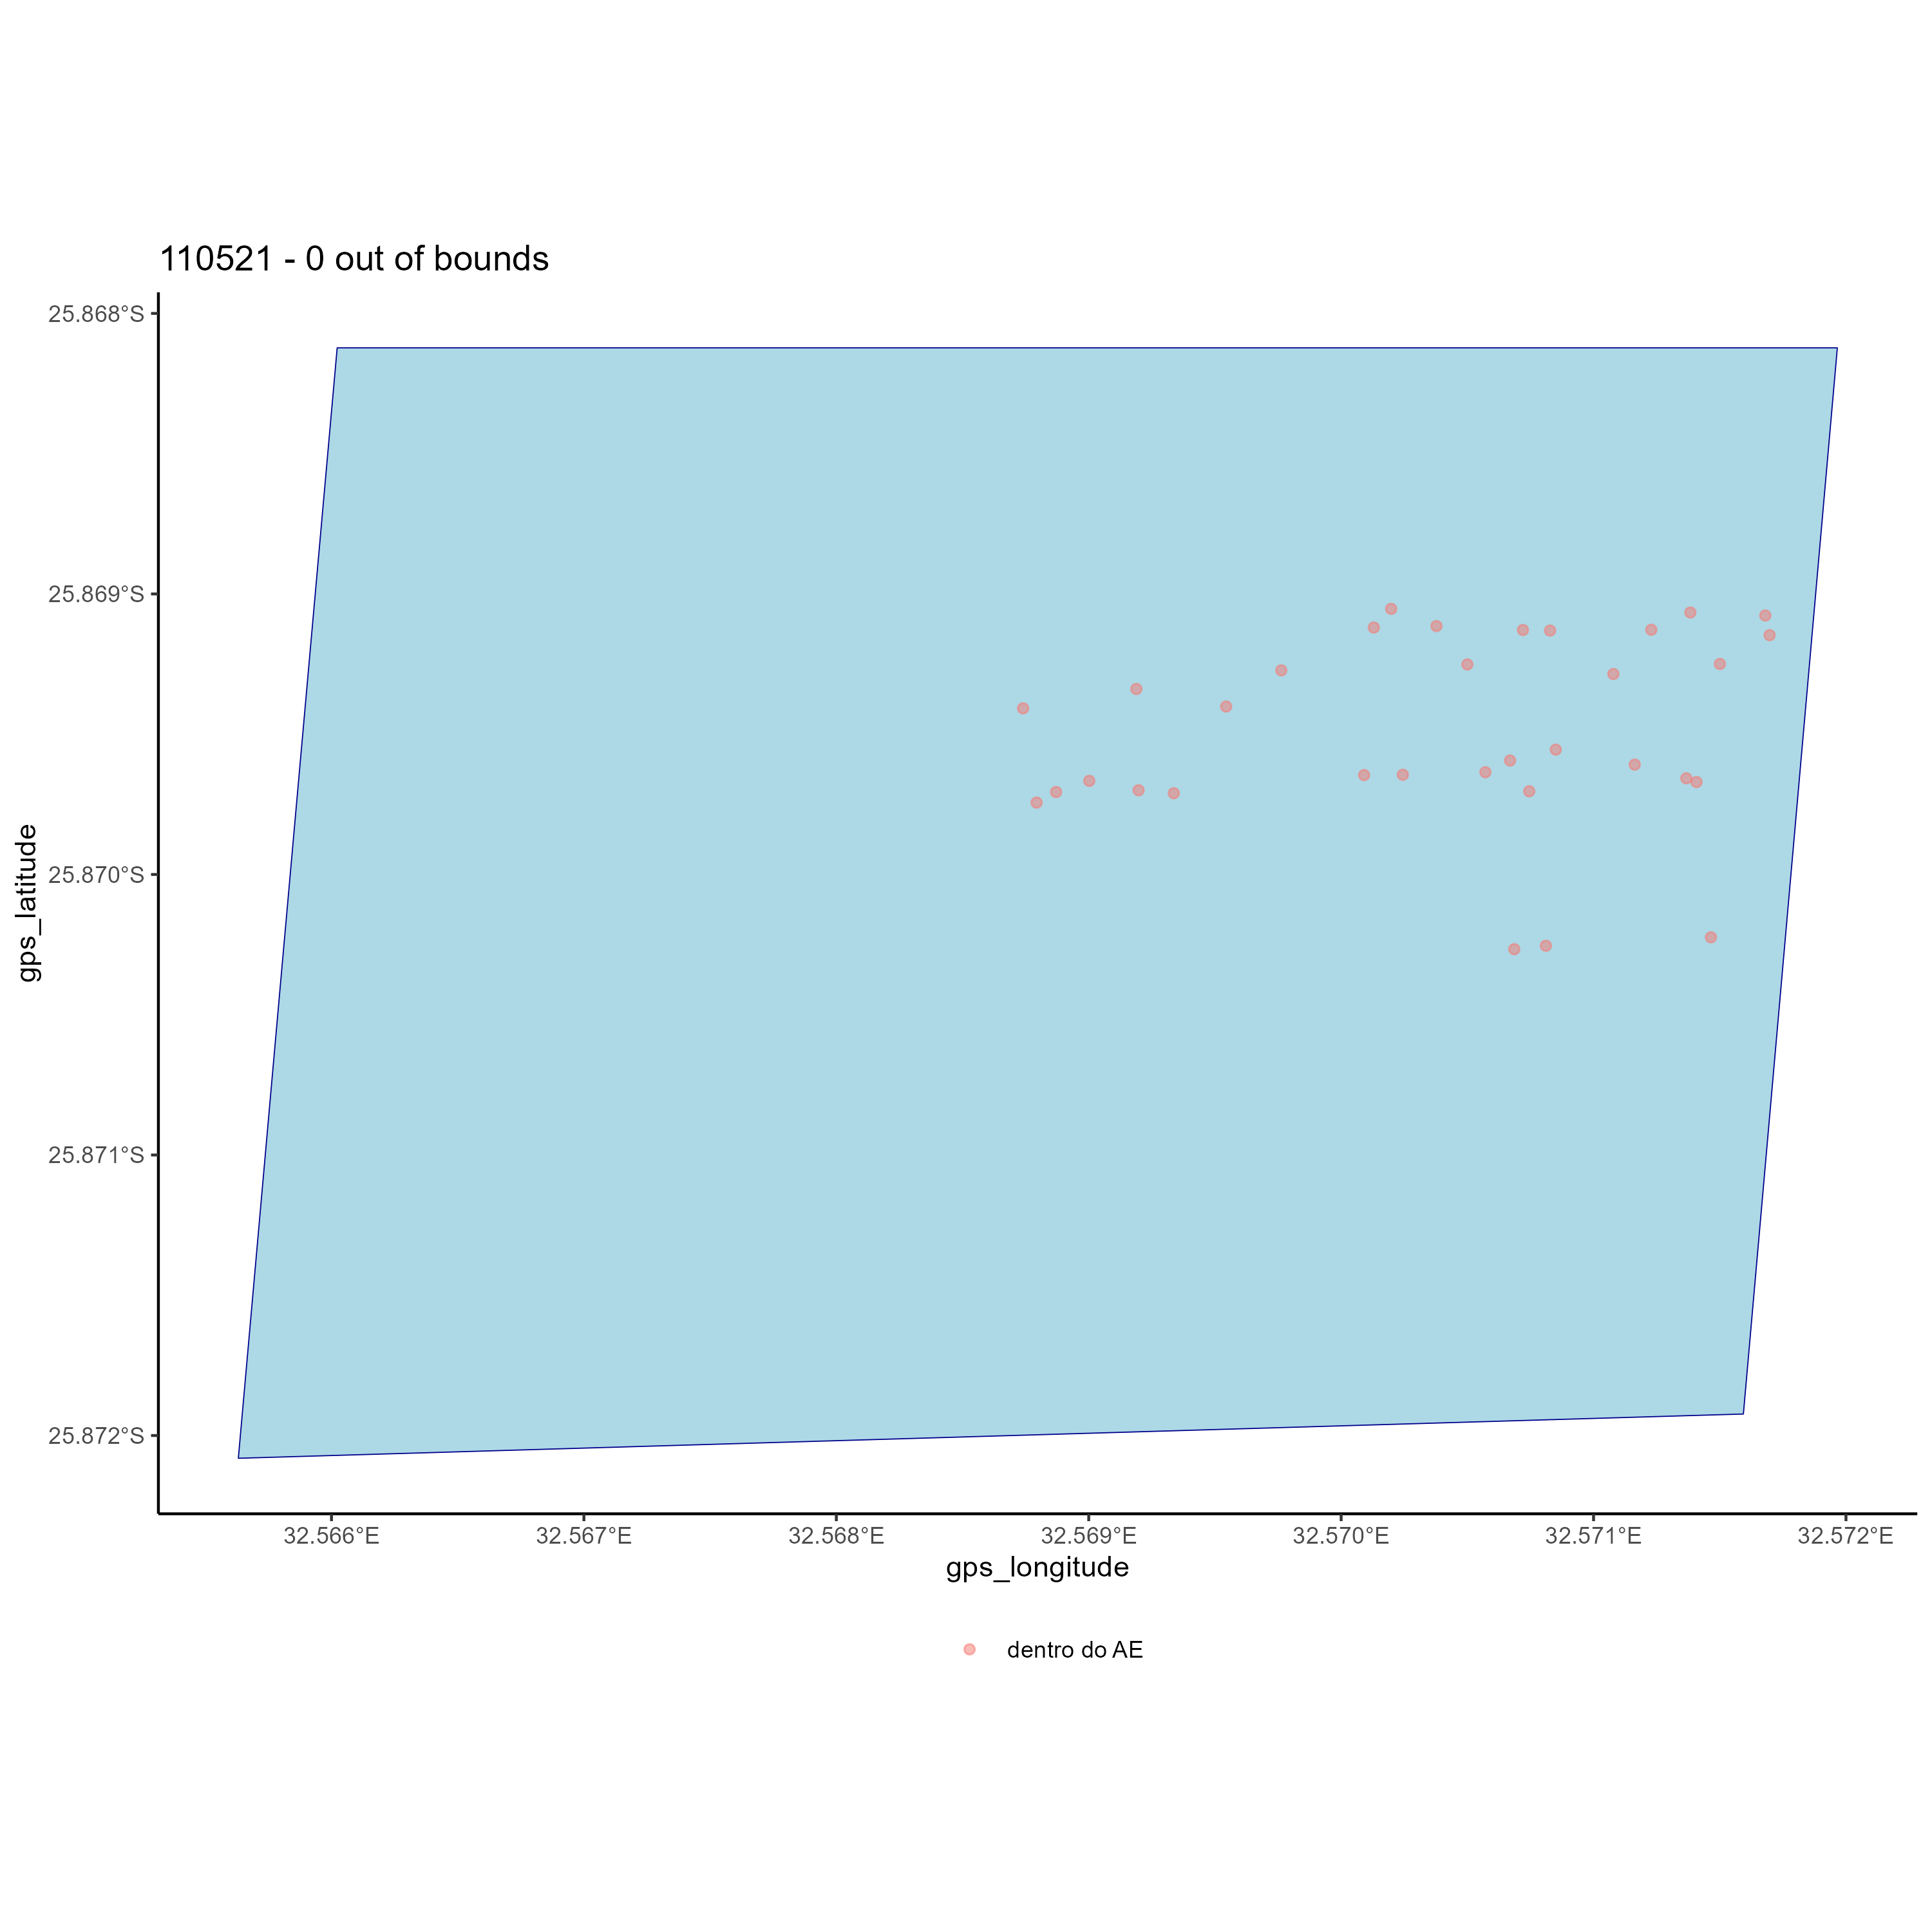 110521 - 0 out of bounds
25.868°S
25.869°S
25.870°S
25.871°S
25.872°S
gps_latitude
32.566°E 32.567°E 32.568°E 32.569°E 32.570°E 32.571°E 32.572°E
gps_longitude
dentro do AE